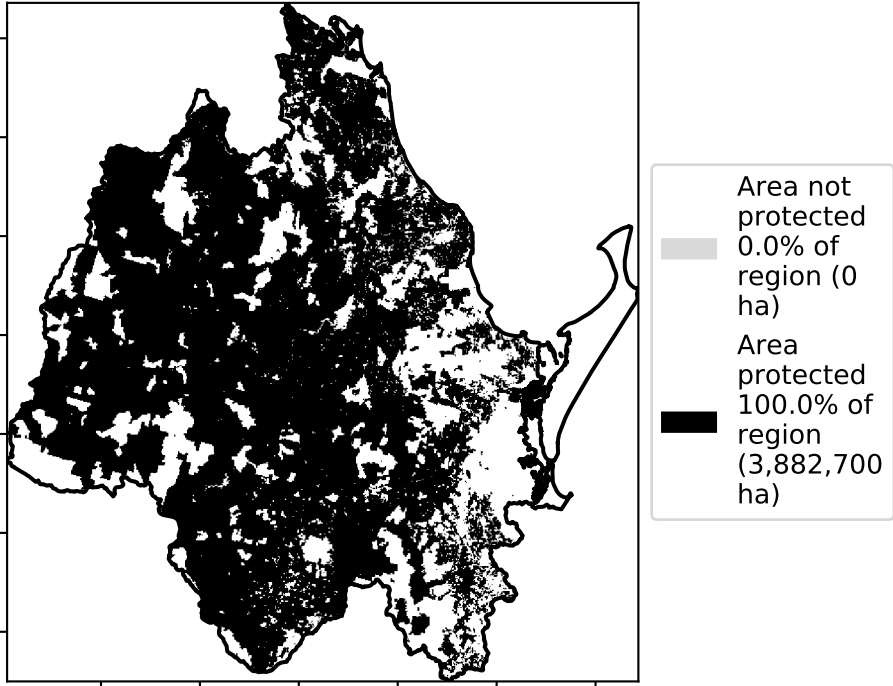 Area not
protected
0.0% of
region (0
ha)
Area
protected
100.0% of
region
(3,882,700
ha)